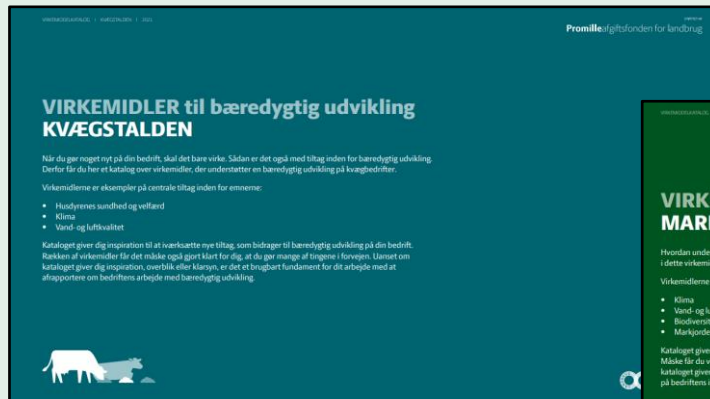 VIRKEMIDDELKATALOG | KVÆGSTALDEN | 2023
STØTTET AF
Promilleafgiftsfonden for landbrug
VIRKEMIDLER til bæredygtig udvikling
KVÆGSTALDEN
Når du gør noget nyt på din bedrift, skal det bare virke. Sådan er det også med tiltag inden for bæredygtig udvikling.
Derfor får du her et katalog over virkemidler, der understøtter en bæredygtig udvikling på kvægbedrifter.
Virkemidlerne er eksempler på centrale tiltag inden for emnerne:
• Husdyrenes sundhed og velfærd
• Klima
• Vand- og luftkvalitet
Kataloget giver dig inspiration til at iværksætte nye tiltag, som bidrager til bæredygtig udvikling på din bedrift.
Rækken af virkemidler får det måske også gjort klart for dig, at du gør mange af tingene i forvejen. Uanset om
kataloget giver dig inspiration, overblik eller klarsyn, er det et brugbart fundament for dit arbejde med at
afrapportere om bedriftens arbejde med bæredygtig udvikling.
VIRKEMIDDELKATALOG
VIRK
MARK
Hvordan unde
i dette virkemi
Virkemidlerne
• Klima
• Vand- og lu
• Biodiversit
• Markjorde
Kataloget give
Måske får du v
kataloget giver
på bedriftens i